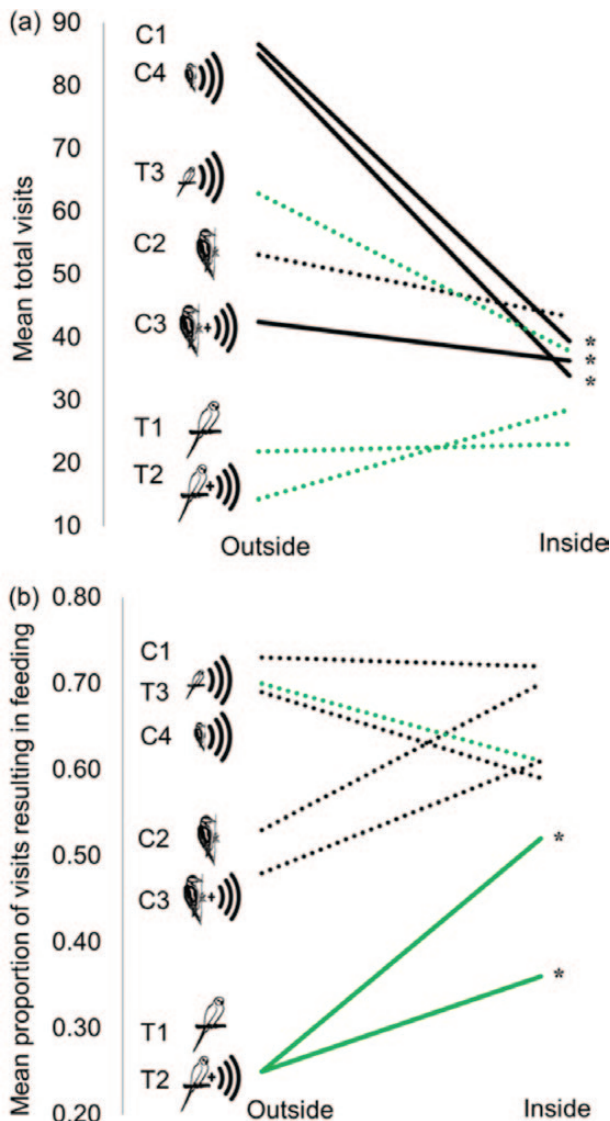 (a)
Mean total visits
90
80
70
60
50
40
30
20
10
C1
C4
T3
C2
C3
+
T1
T2
+
*
*
*
Outside Inside
(b)
Mean proportion of visits resulting in feeding
0.80
0.70
0.60
0.50
0.40
0.30
0.20
C1
T3
C4
C2
C3
+
T1
T2
+
*
*
Outside Inside